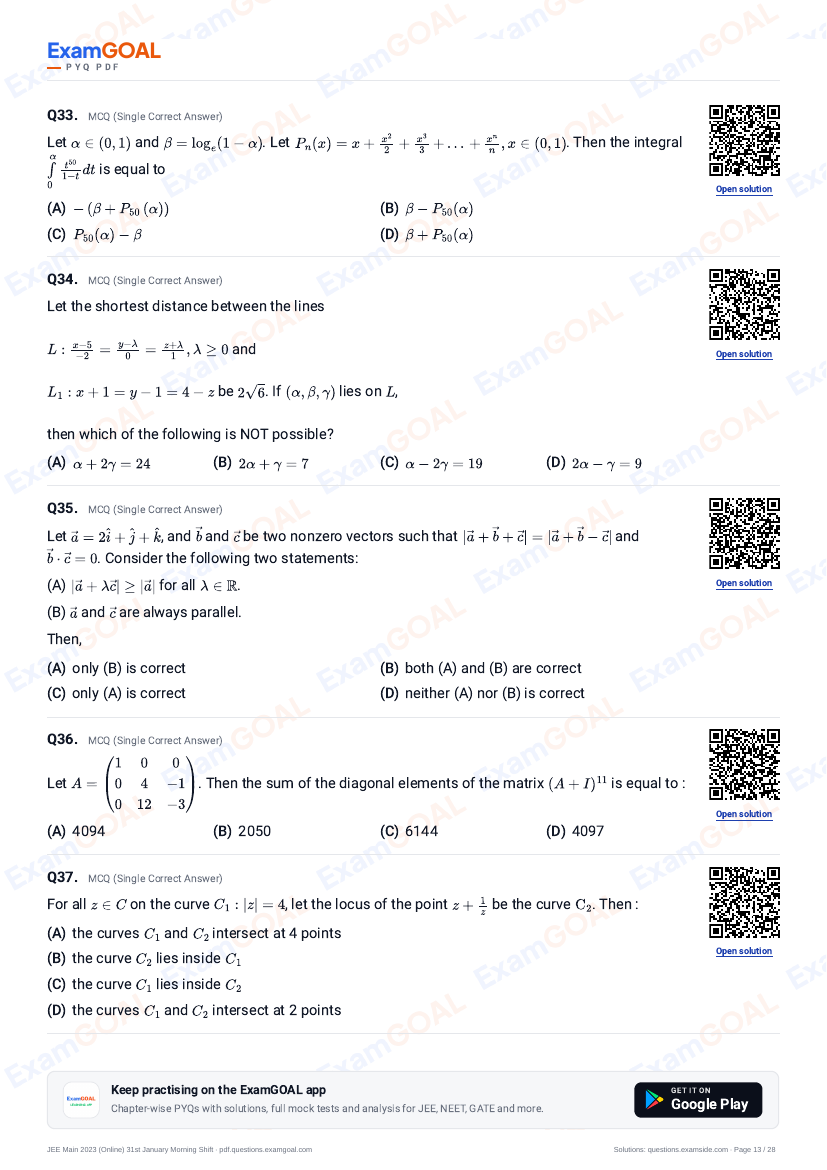 ExamGOAL
PYQ PDF
Q33. MCQ (Single Correct Answer)
Let α ∈ (0, 1) and β = logₑ(1 − α). Let Pₙ(x) = x + x²/2 + x³/3 + … + xⁿ/n, x ∈ (0, 1). Then the integral
∫₀^α t⁵⁰/(1−t) dt is equal to
Open solution
(A) − (β + P₅₀ (α))
(B) β − P₅₀(α)
(C) P₅₀(α) − β
(D) β + P₅₀(α)
Q34. MCQ (Single Correct Answer)
Let the shortest distance between the lines
L : (x−5)/−2 = (y−λ)/0 = (z+λ)/1, λ ≥ 0 and
Open solution
L₁ : x + 1 = y − 1 = 4 − z be 2√6. If (α, β, γ) lies on L,
then which of the following is NOT possible?
(A) α + 2γ = 24
(B) 2α + γ = 7
(C) α − 2γ = 19
(D) 2α − γ = 9
Q35. MCQ (Single Correct Answer)
Let a⃗ = 2î + ĵ + k̂, and b⃗ and c⃗ be two nonzero vectors such that |a⃗ + b⃗ + c⃗| = |a⃗ + b⃗ − c⃗| and
b⃗ · c⃗ = 0. Consider the following two statements:
(A) |a⃗ + λc⃗| ≥ |a⃗| for all λ ∈ ℝ.
Open solution
(B) a⃗ and c⃗ are always parallel.
Then,
(A) only (B) is correct
(B) both (A) and (B) are correct
(C) only (A) is correct
(D) neither (A) nor (B) is correct
Q36. MCQ (Single Correct Answer)
Let A = (1 0 0
0 4 −1
0 12 −3). Then the sum of the diagonal elements of the matrix (A + I)¹¹ is equal to :
Open solution
(A) 4094
(B) 2050
(C) 6144
(D) 4097
Q37. MCQ (Single Correct Answer)
For all z ∈ C on the curve C₁ : |z| = 4, let the locus of the point z + 1/z be the curve C₂. Then :
(A) the curves C₁ and C₂ intersect at 4 points
Open solution
(B) the curve C₂ lies inside C₁
(C) the curve C₁ lies inside C₂
(D) the curves C₁ and C₂ intersect at 2 points
Keep practising on the ExamGOAL app
Chapter-wise PYQs with solutions, full mock tests and analysis for JEE, NEET, GATE and more.
ExamGOAL
GET IT ON
Google Play
JEE Main 2023 (Online) 31st January Morning Shift · pdf.questions.examgoal.com
Solutions: questions.examside.com · Page 13 / 28